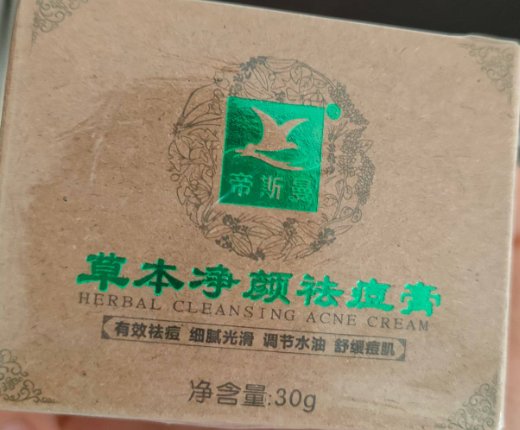 帝斯曼
草本净颜祛痘膏
HERBAL CLEANSING ACNE CREAM
有效祛痘 细腻光滑 调节水油 舒缓痘肌
净含量:30g